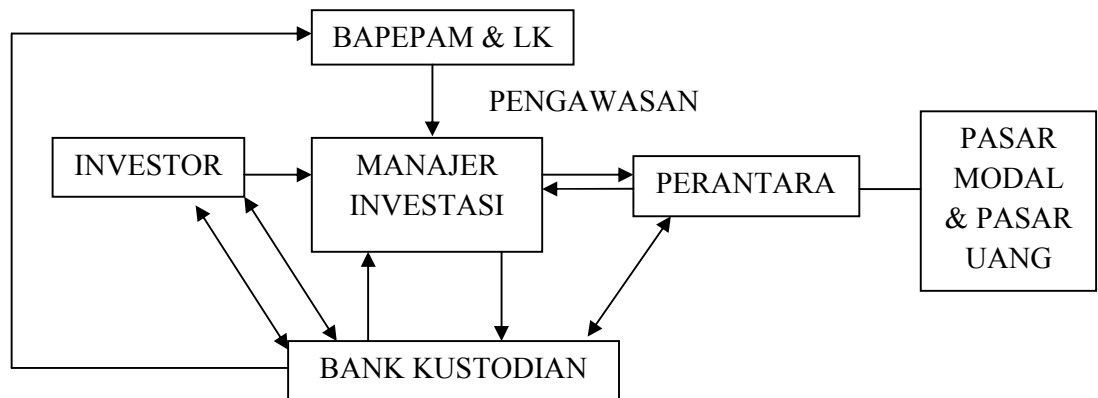 BAPEPAM & LK
PENGAWASAN
INVESTOR
MANAJER
INVESTASI
PERANTARA
PASAR
MODAL
& PASAR
UANG
BANK KUSTODIAN